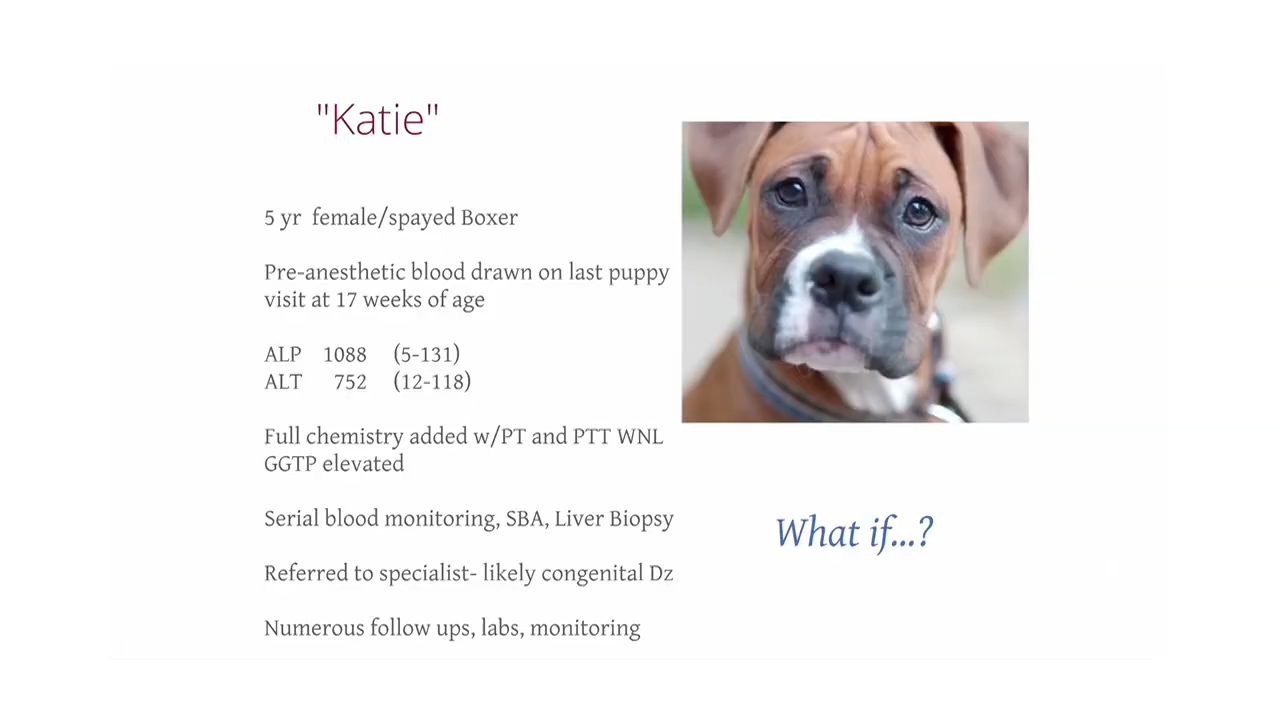 "Katie"
5 yr female/spayed Boxer
Pre-anesthetic blood drawn on last puppy
visit at 17 weeks of age
ALP 1088 (5-131)
ALT 752 (12-118)
Full chemistry added w/PT and PTT WNL
GGTP elevated
Serial blood monitoring, SBA, Liver Biopsy
Referred to specialist- likely congenital Dz
Numerous follow ups, labs, monitoring
What if...?